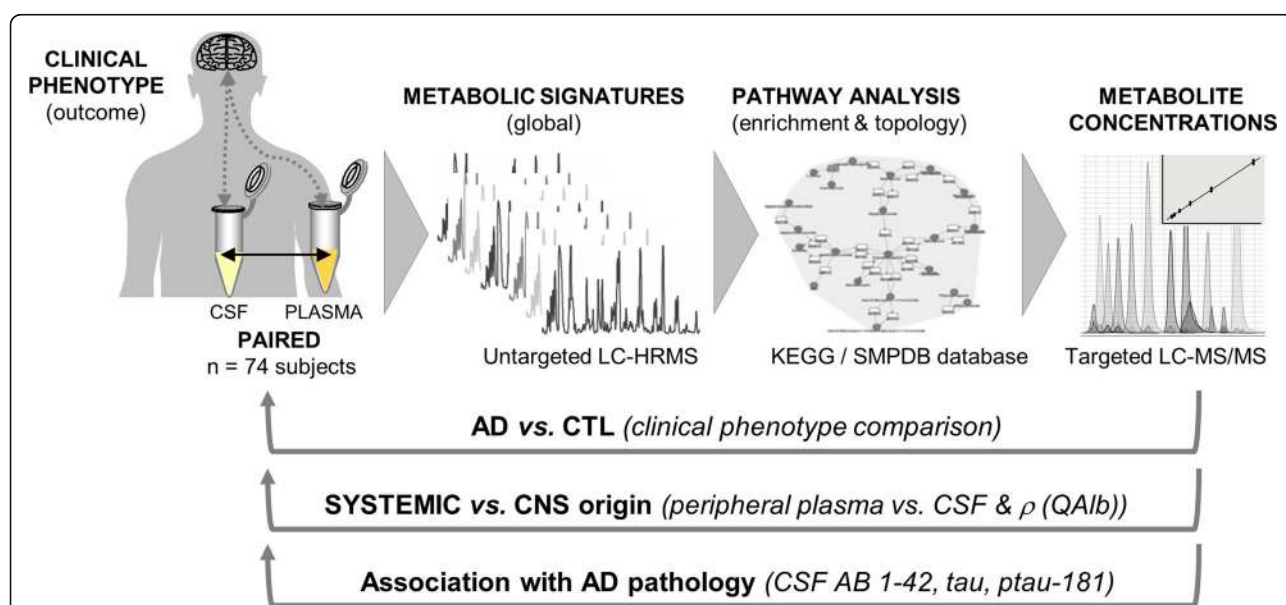 CLINICAL
PHENOTYPE
(outcome)
CSF
PLASMA
PAIRED
n = 74 subjects
METABOLIC SIGNATURES
(global)
Untargeted LC-HRMS
PATHWAY ANALYSIS
(enrichment & topology)
KEGG / SMPDB database
METABOLITE
CONCENTRATIONS
Targeted LC-MS/MS
AD vs. CTL (clinical phenotype comparison)
SYSTEMIC vs. CNS origin (peripheral plasma vs. CSF & ρ (QAlb))
Association with AD pathology (CSF AB 1-42, tau, ptau-181)